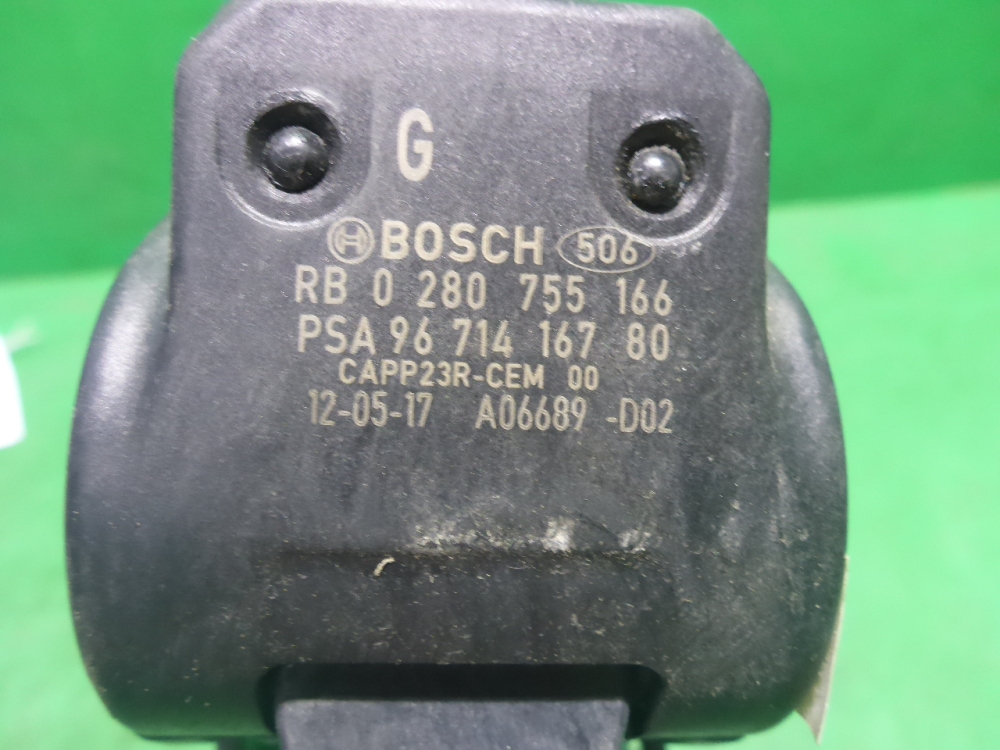 G
BOSCH 506
RB 0 280 755 166
PSA 96 714 167 80
CAPP23R-CEM 00
12-05-17 A06689 -D02